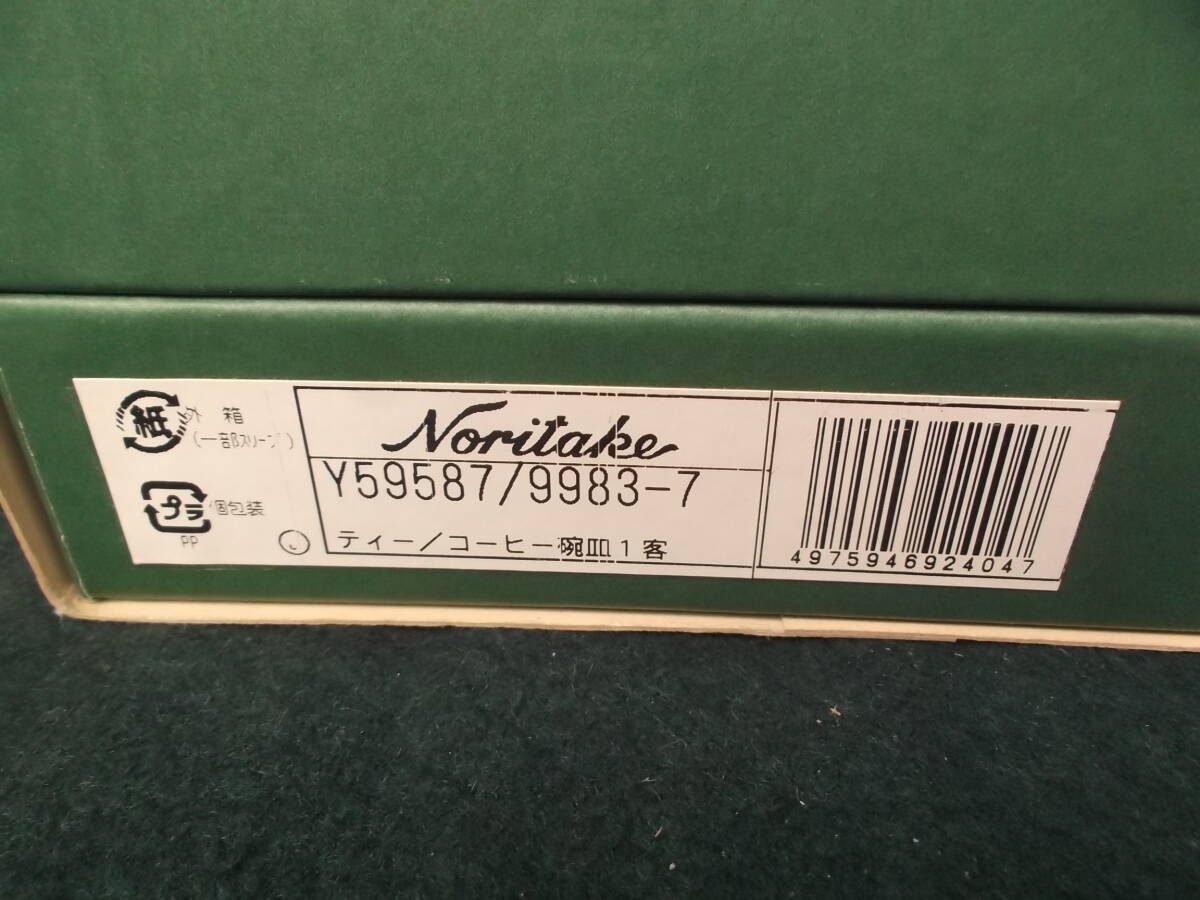 紙
外箱
(一部スリーブ)
プラ
個包装
PP
Noritake
Y59587/9983-7
ティー/コーヒー碗皿1客
4975946924047